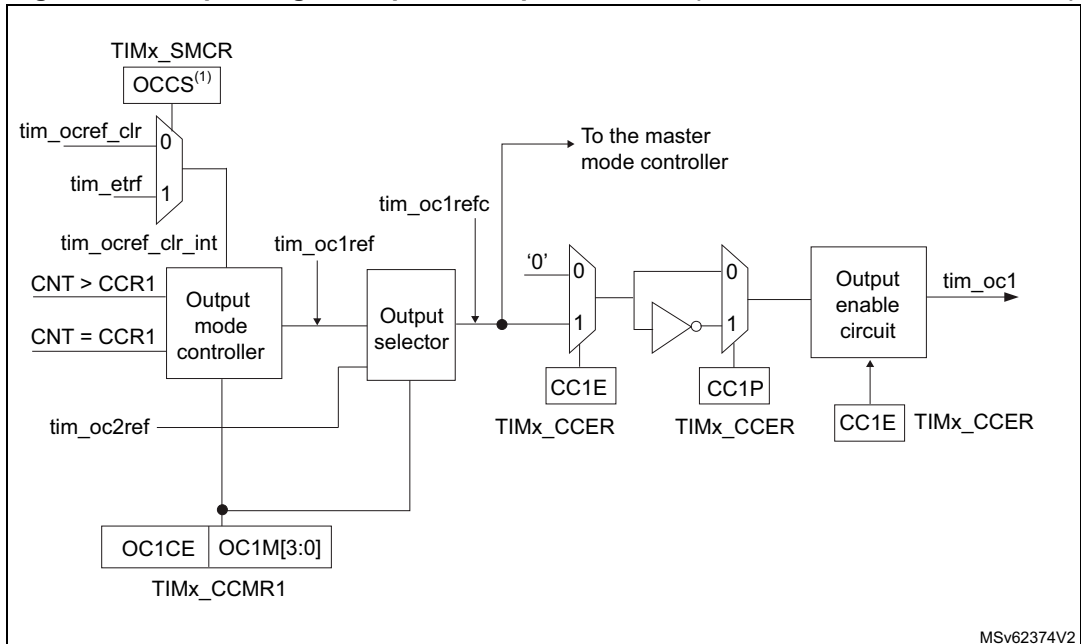 TIMx_SMCR
OCCS(1)
tim_ocref_clr
0
tim_etrf
1
To the master
mode controller
tim_oc1refc
tim_ocref_clr_int
tim_oc1ref
CNT > CCR1
CNT = CCR1
Output
mode
controller
Output
selector
'0'
0
1
0
1
Output
enable
circuit
tim_oc1
CC1E
TIMx_CCER
CC1P
TIMx_CCER
CC1E
TIMx_CCER
tim_oc2ref
OC1CE
OC1M[3:0]
TIMx_CCMR1
MSv62374V2